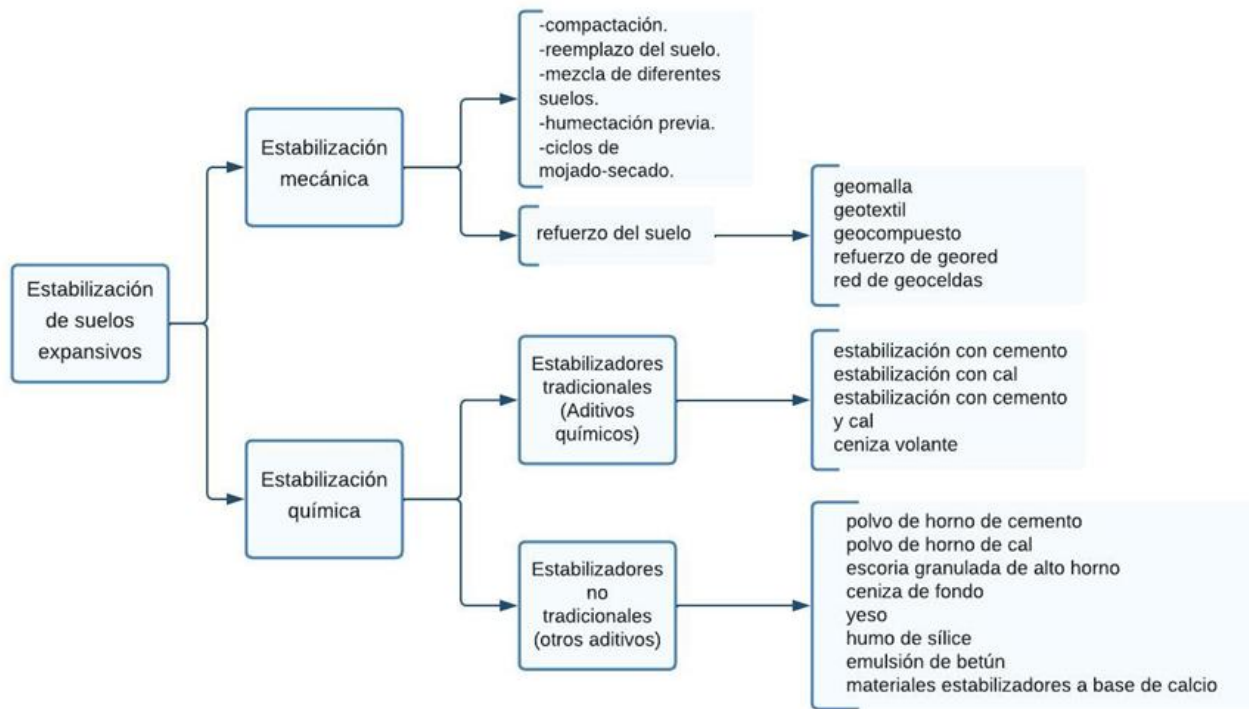 Estabilización
de suelos
expansivos
Estabilización
mecánica
-compactación.
-reemplazo del suelo.
-mezcla de diferentes
suelos.
-humectación previa.
-ciclos de
mojado-secado.
refuerzo del suelo
geomalla
geotextil
geocompuesto
refuerzo de geored
red de geoceldas
Estabilización
química
Estabilizadores
tradicionales
(Aditivos
químicos)
estabilización con cemento
estabilización con cal
estabilización con cemento
y cal
ceniza volante
Estabilizadores
no
tradicionales
(otros aditivos)
polvo de horno de cemento
polvo de horno de cal
escoria granulada de alto horno
ceniza de fondo
yeso
humo de sílice
emulsión de betún
materiales estabilizadores a base de calcio